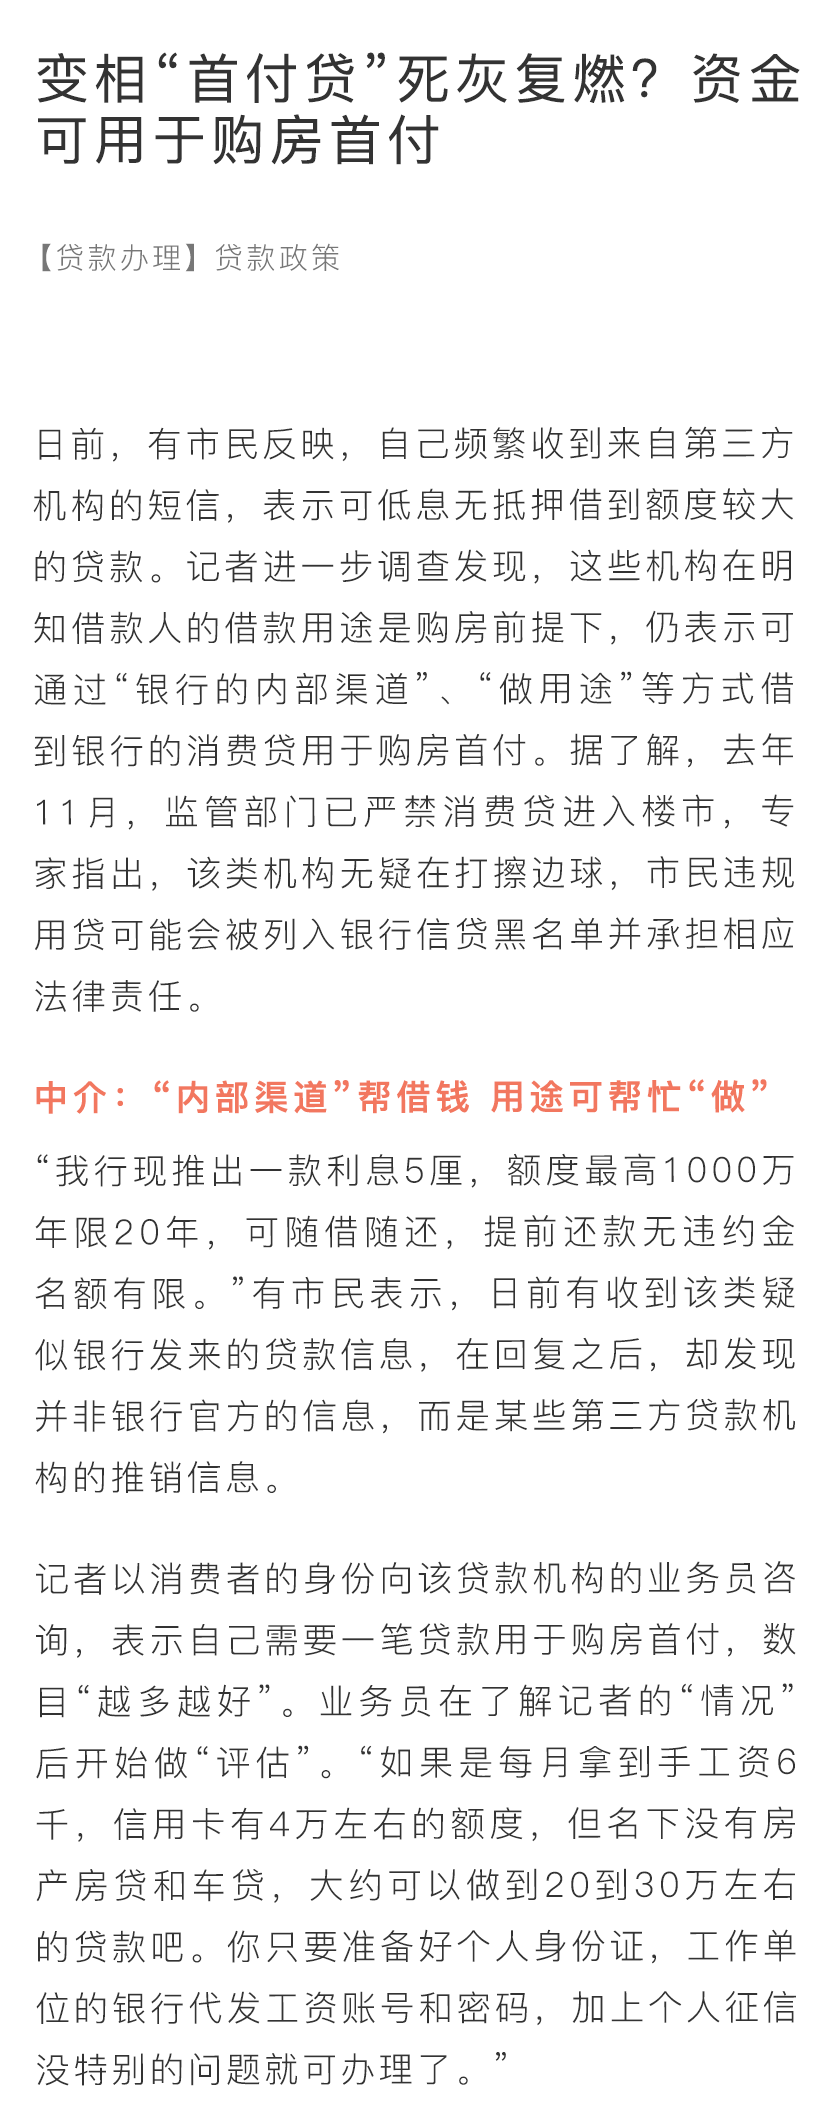 变相“首付贷”死灰复燃？资金
可用于购房首付
【贷款办理】贷款政策
日前，有市民反映，自己频繁收到来自第三方
机构的短信，表示可低息无抵押借到额度较大
的贷款。记者进一步调查发现，这些机构在明
知借款人的借款用途是购房前提下，仍表示可
通过“银行的内部渠道”、“做用途”等方式借
到银行的消费贷用于购房首付。据了解，去年
11月，监管部门已严禁消费贷进入楼市，专
家指出，该类机构无疑在打擦边球，市民违规
用贷可能会被列入银行信贷黑名单并承担相应
法律责任。
中介：“内部渠道”帮借钱 用途可帮忙“做”
“我行现推出一款利息5厘，额度最高1000万
年限20年，可随借随还，提前还款无违约金
名额有限。”有市民表示，日前有收到该类疑
似银行发来的贷款信息，在回复之后，却发现
并非银行官方的信息，而是某些第三方贷款机
构的推销信息。
记者以消费者的身份向该贷款机构的业务员咨
询，表示自己需要一笔贷款用于购房首付，数
目“越多越好”。业务员在了解记者的“情况”
后开始做“评估”。“如果是每月拿到手工资6
千，信用卡有4万左右的额度，但名下没有房
产房贷和车贷，大约可以做到20到30万左右
的贷款吧。你只要准备好个人身份证，工作单
位的银行代发工资账号和密码，加上个人征信
没特别的问题就可办理了。”